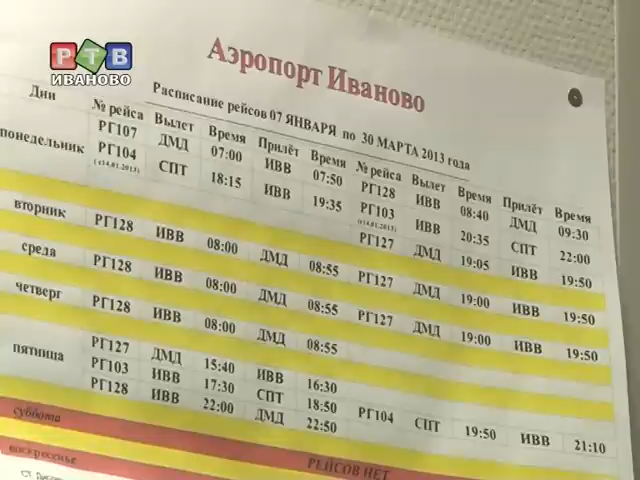 РТВ
ИВАНОВО
Аэропорт Иваново
Расписание рейсов 07 ЯНВАРЯ по 30 МАРТА 2013 года
Дни № рейса Вылет Время Прилёт Время № рейса Вылет Время Прилёт Время
понедельник РГ107 ДМД 07:00 ИВВ 07:50 РГ128 ИВВ 08:40 ДМД 09:30
РГ104 СПТ 18:15 ИВВ 19:35 РГ103 ИВВ 20:35 СПТ 22:00
(с14.01.2013) (с14.01.2013)
РГ127 ДМД 19:05 ИВВ 19:50
вторник РГ128 ИВВ 08:00 ДМД 08:55 РГ127 ДМД 19:00 ИВВ 19:50
среда РГ128 ИВВ 08:00 ДМД 08:55 РГ127 ДМД 19:00 ИВВ 19:50
четверг РГ128 ИВВ 08:00 ДМД 08:55
пятница РГ127 ДМД 15:40 ИВВ 16:30
РГ103 ИВВ 17:30 СПТ 18:50 РГ104 СПТ 19:50 ИВВ 21:10
РГ128 ИВВ 22:00 ДМД 22:50
суббота
воскресенье РЕЙСОВ НЕТ